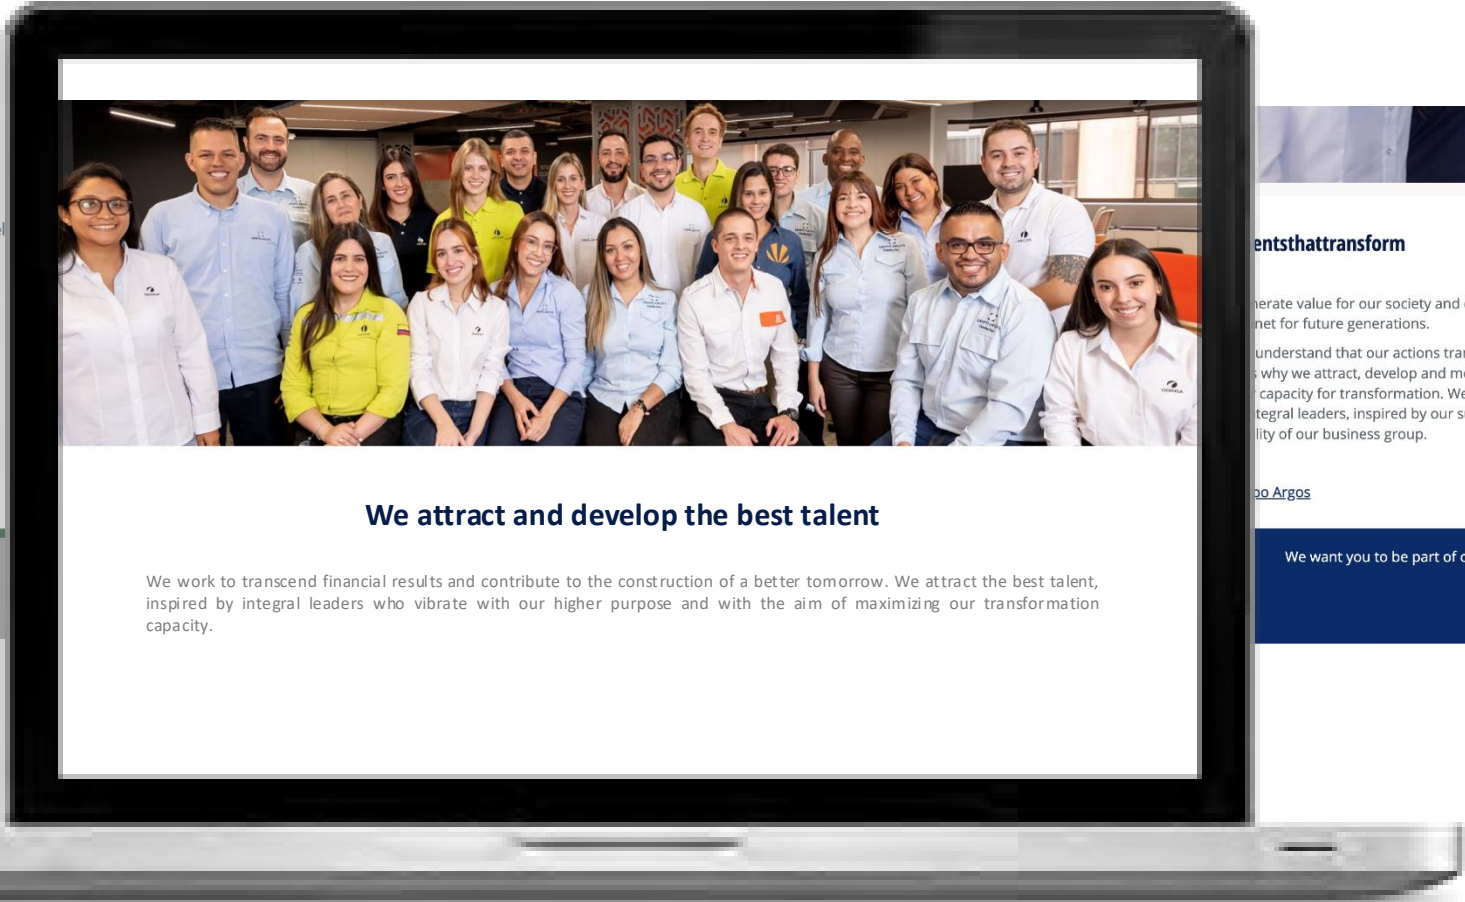 We attract and develop the best talent
We work to transcend financial results and contribute to the construction of a better tomorrow. We attract the best talent,
inspired by integral leaders who vibrate with our higher purpose and with the aim of maximizing our transformation
capacity.
entsthattransform
nerate value for our society and
net for future generations.
understand that our actions
why we attract, develop and
capacity for transformation. We
tegral leaders, inspired by our
lity of our business group.
po Argos
We want you to be part of